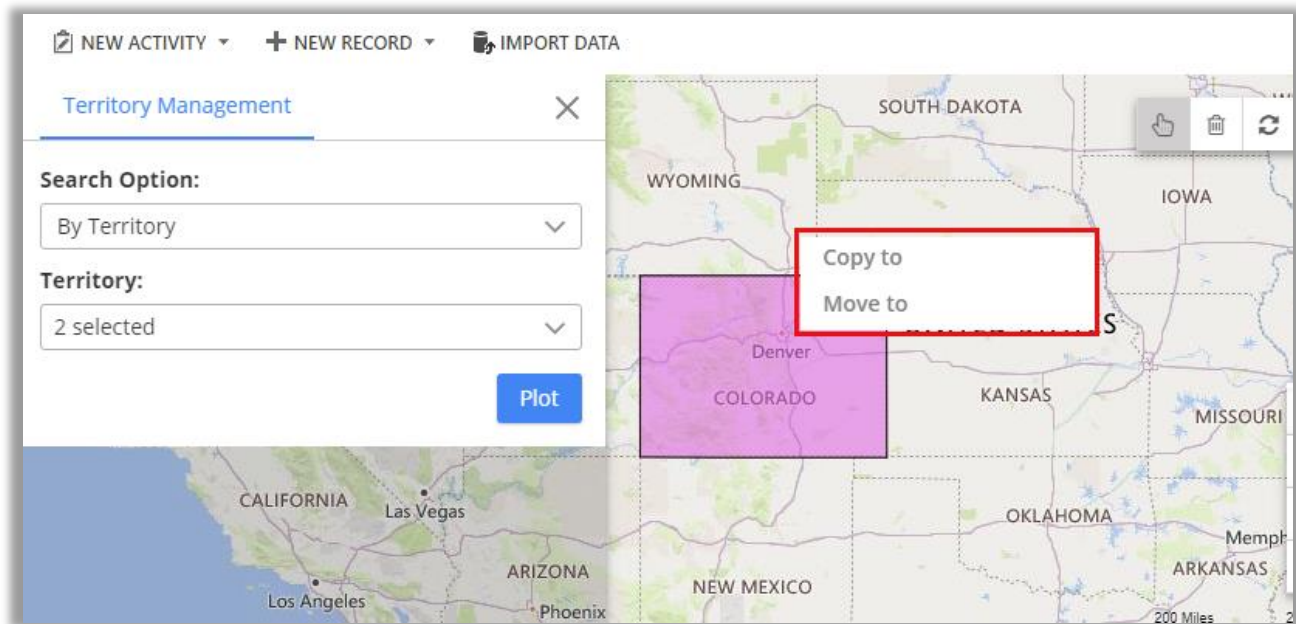 NEW ACTIVITY
NEW RECORD
IMPORT DATA
Territory Management
Search Option:
By Territory
Territory:
2 selected
Plot
SOUTH DAKOTA
WYOMING
IOWA
Copy to
Move to
Denver
COLORADO
KANSAS
MISSOURI
CALIFORNIA
Las Vegas
OKLAHOMA
Memph
ARIZONA
ARKANSAS
NEW MEXICO
Los Angeles
Phoenix
200 Miles